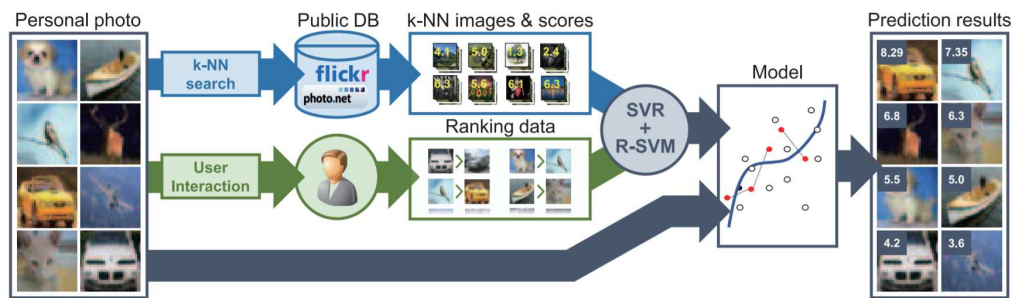 Personal photo
k-NN
search
Public DB
flickr
photo.net
k-NN images & scores
4.1 5.0 1.3 2.4
6.3 5.6 6.1 6.3
User
Interaction
Ranking data
> >
> >
SVR
+
R-SVM
Model
Prediction results
8.29 7.35
6.8 6.3
5.5 5.0
4.2 3.6